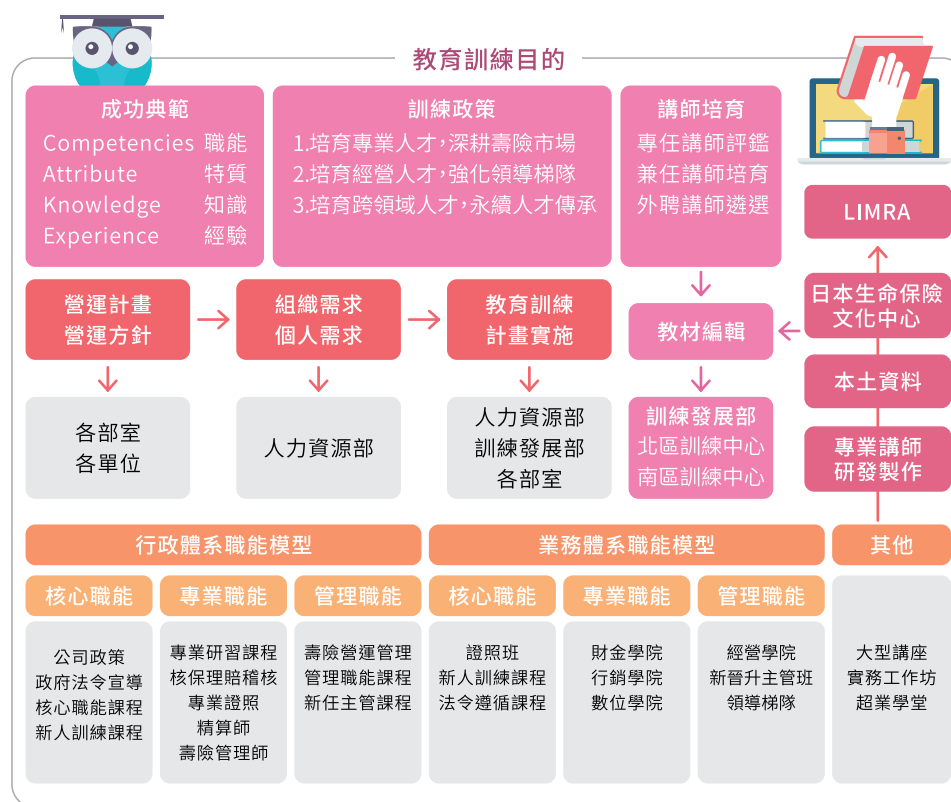 教育訓練目的
成功典範
Competencies 職能
Attribute 特質
Knowledge 知識
Experience 經驗
訓練政策
1.培育專業人才,深耕壽險市場
2.培育經營人才,強化領導梯隊
3.培育跨領域人才,永續人才傳承
講師培育
專任講師評鑑
兼任講師培育
外聘講師遴選
LIMRA
日本生命保險
文化中心
本土資料
專業講師
研發製作
營運計畫
營運方針
組織需求
個人需求
教育訓練
計畫實施
教材編輯
各部室
各單位
人力資源部
人力資源部
訓練發展部
各部室
訓練發展部
北區訓練中心
南區訓練中心
行政體系職能模型
業務體系職能模型
其他
核心職能
專業職能
管理職能
核心職能
專業職能
管理職能
公司政策
政府法令宣導
核心職能課程
新人訓練課程
專業研習課程
核保理賠稽核
專業證照
精算師
壽險管理師
壽險營運管理
管理職能課程
新任主管課程
證照班
新人訓練課程
法令遵循課程
財金學院
行銷學院
數位學院
經營學院
新晉升主管班
領導梯隊
大型講座
實務工作坊
超業學堂